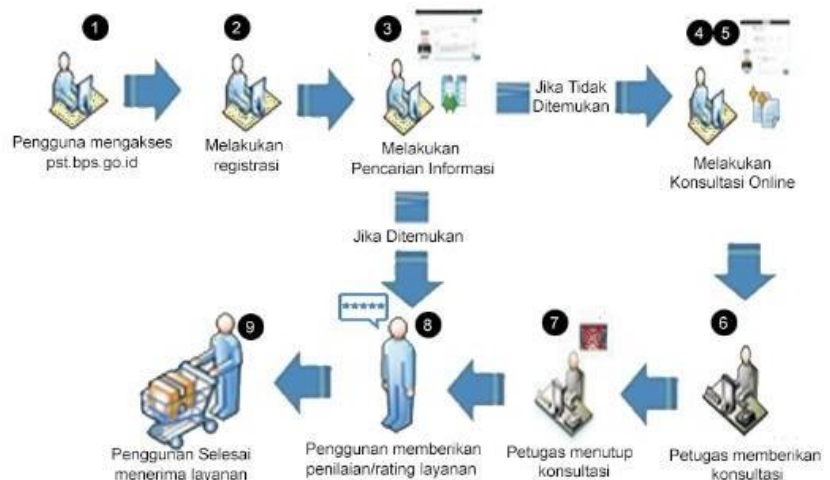 1
Pengguna mengakses
pst.bps.go.id
2
Melakukan
registrasi
3
Melakukan
Pencarian Informasi
Jika Tidak
Ditemukan
4 5
Melakukan
Konsultasi Online
Jika Ditemukan
6
Petugas memberikan
konsultasi
7
Petugas menutup
konsultasi
*****
8
Penggunan memberikan
penilaian/rating layanan
9
Penggunan Selesai
menerima layanan